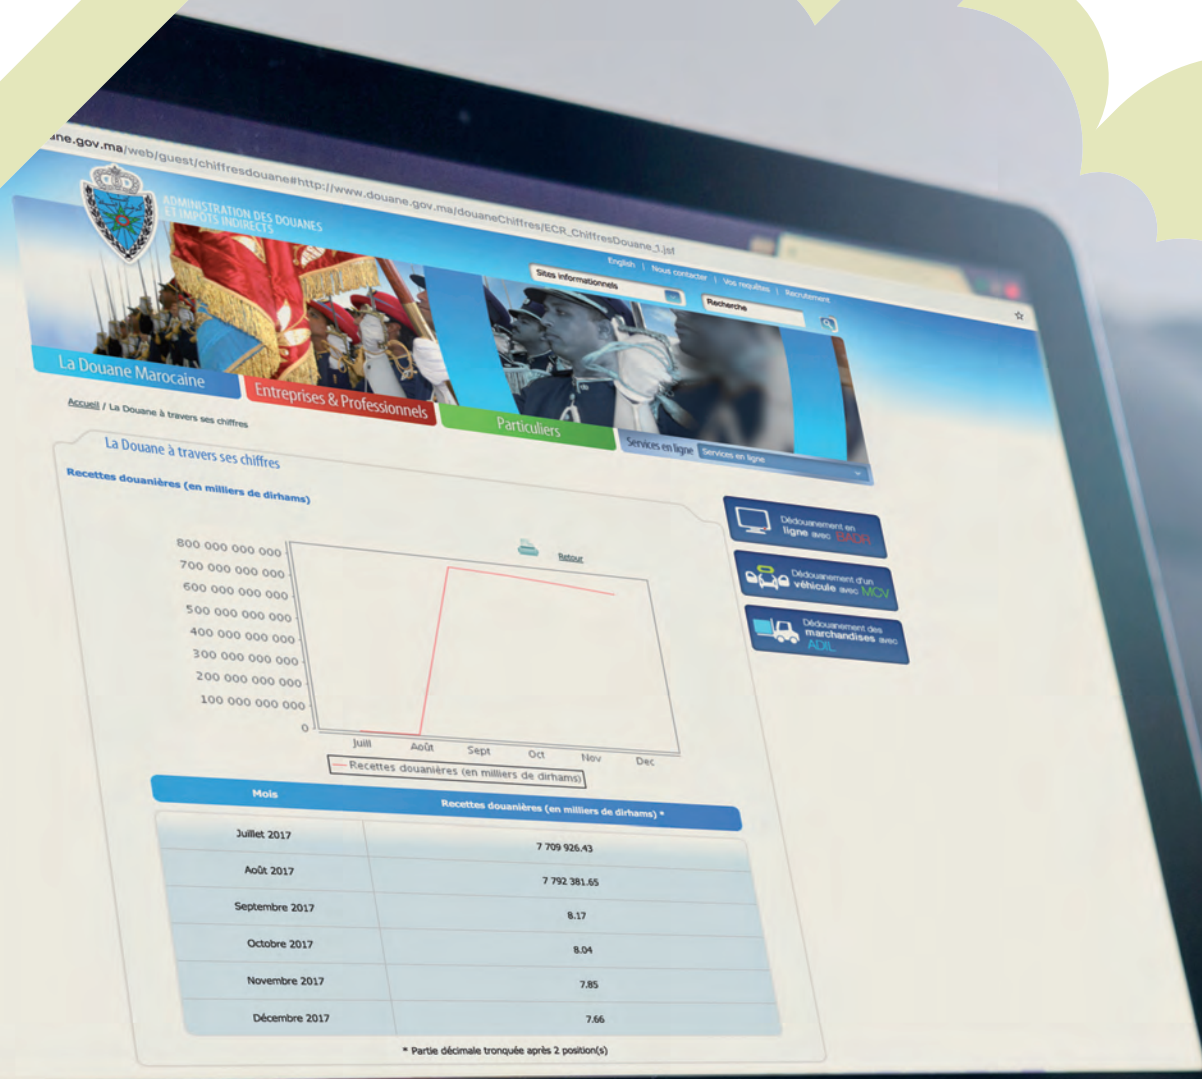 ne.gov.ma/web/guest/chiffresdouane#http://www.douane.gov.ma/douaneChiffres/ECR_ChiffresDouane_1.jsf
ADMINISTRATION DES DOUANES
ET IMPÔTS INDIRECTS
English | Nous contacter | Vos requêtes | Recrutement
Sites informationnels
Recherche
La Douane Marocaine
Entreprises & Professionnels
Particuliers
Services en ligne
Services en ligne
Accueil / La Douane à travers ses chiffres
La Douane à travers ses chiffres
Recettes douanières (en milliers de dirhams)
Retour
800 000 000 000
700 000 000 000
600 000 000 000
500 000 000 000
400 000 000 000
300 000 000 000
200 000 000 000
100 000 000 000
0
Juill Août Sept Oct Nov Dec
Recettes douanières (en milliers de dirhams)
Mois Recettes douanières (en milliers de dirhams) *
Juillet 2017 7 709 926.43
Août 2017 7 792 381.65
Septembre 2017 8.17
Octobre 2017 8.04
Novembre 2017 7.85
Décembre 2017 7.66
* Partie décimale tronquée après 2 position(s)
Dédouanement en
ligne avec BADR
Dédouanement d'un
véhicule avec MCV
Dédouanement des
marchandises avec
ADIL